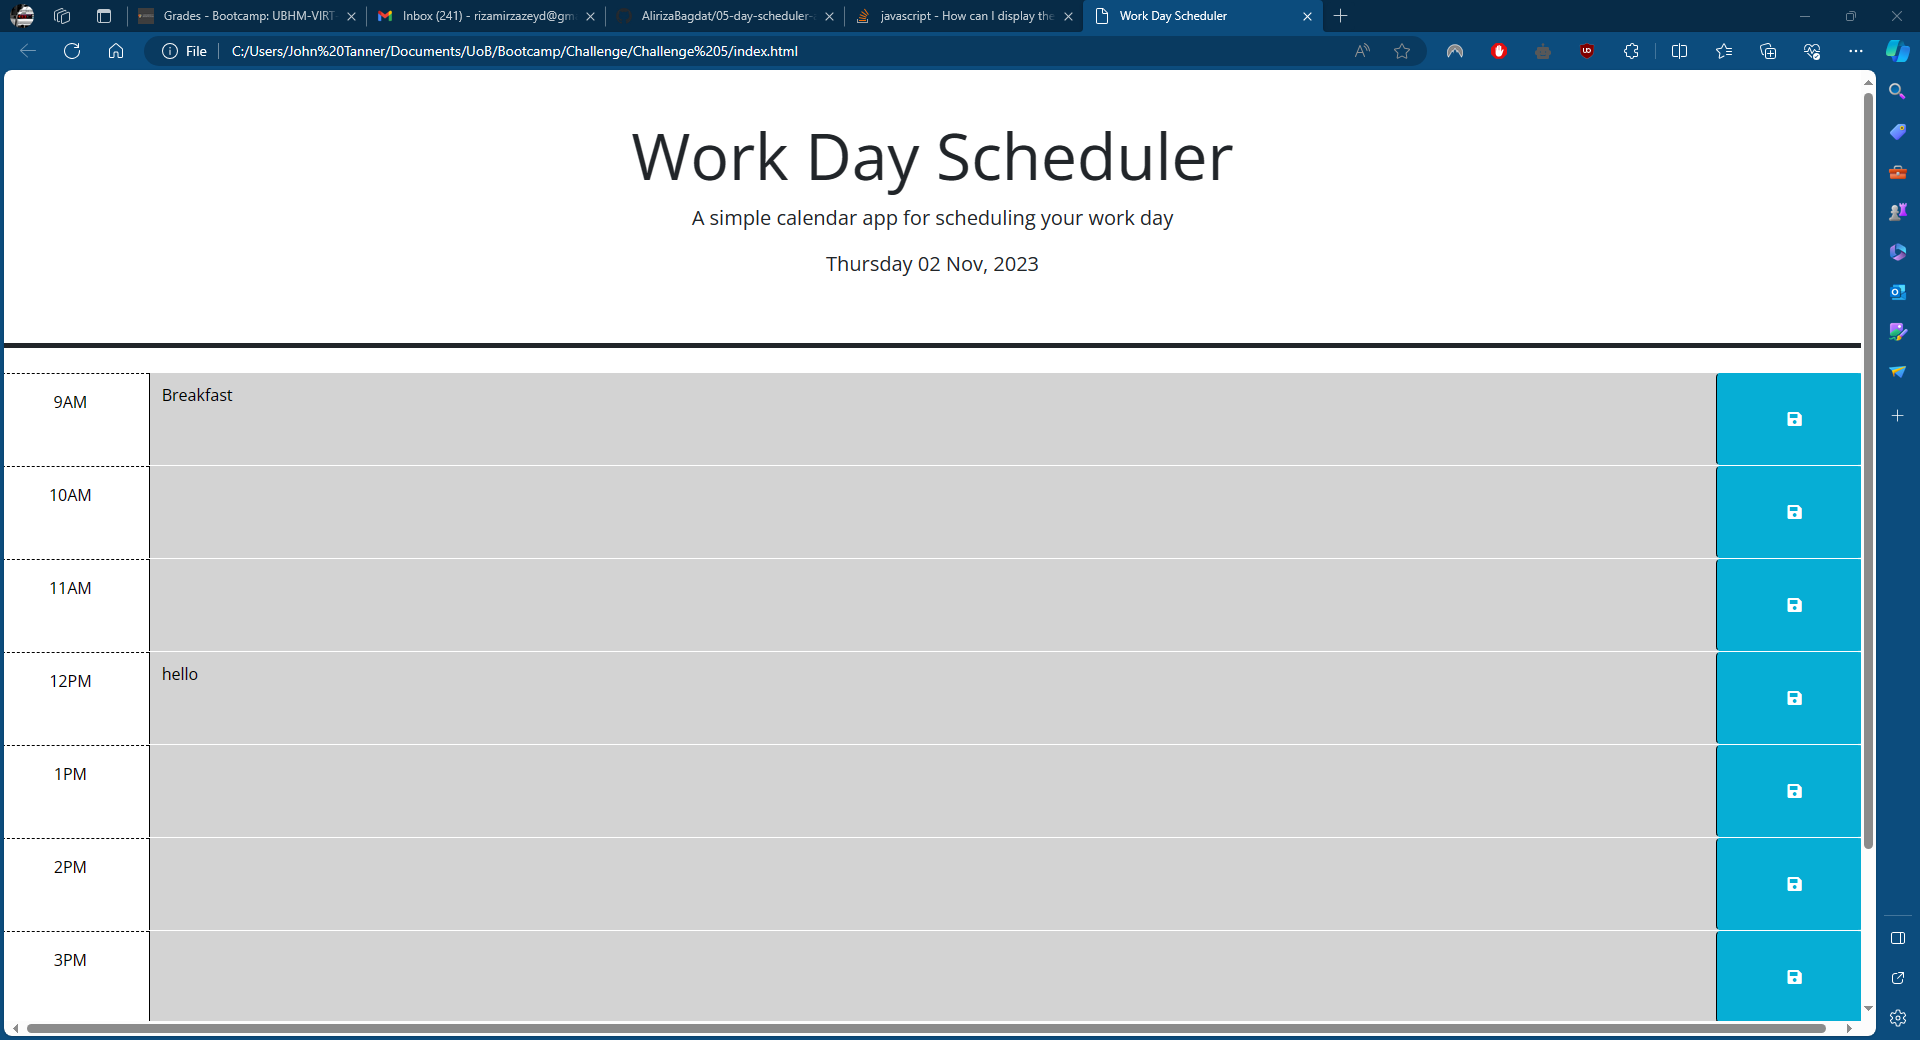 Grades - Bootcamp: UBHM-VIRT-
Inbox (241) - rizamirzazeyd@gm
AlirizaBagdat/05-day-scheduler-
javascript - How can I display the
Work Day Scheduler
File
C:/Users/John%20Tanner/Documents/UoB/Bootcamp/Challenge/Challenge%205/index.html
Work Day Scheduler
A simple calendar app for scheduling your work day
Thursday 02 Nov, 2023
9AM Breakfast
10AM
11AM
12PM hello
1PM
2PM
3PM